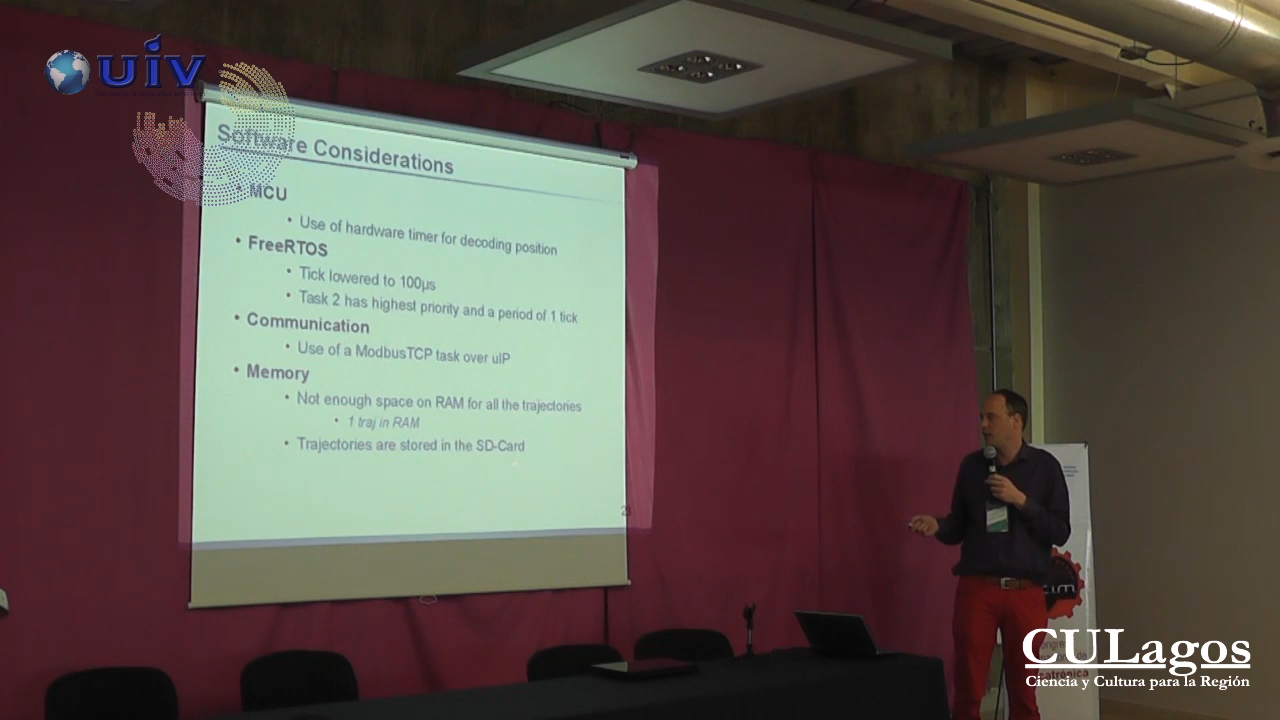 UIV
Software Considerations
• MCU
• Use of hardware timer for decoding position
• FreeRTOS
• Tick lowered to 100µs
• Task 2 has highest priority and a period of 1 tick
• Communication
• Use of a ModbusTCP task over uIP
• Memory
• Not enough space on RAM for all the trajectories
• 1 traj in RAM
• Trajectories are stored in the SD-Card
CULagos
Ciencia y Cultura para la Región